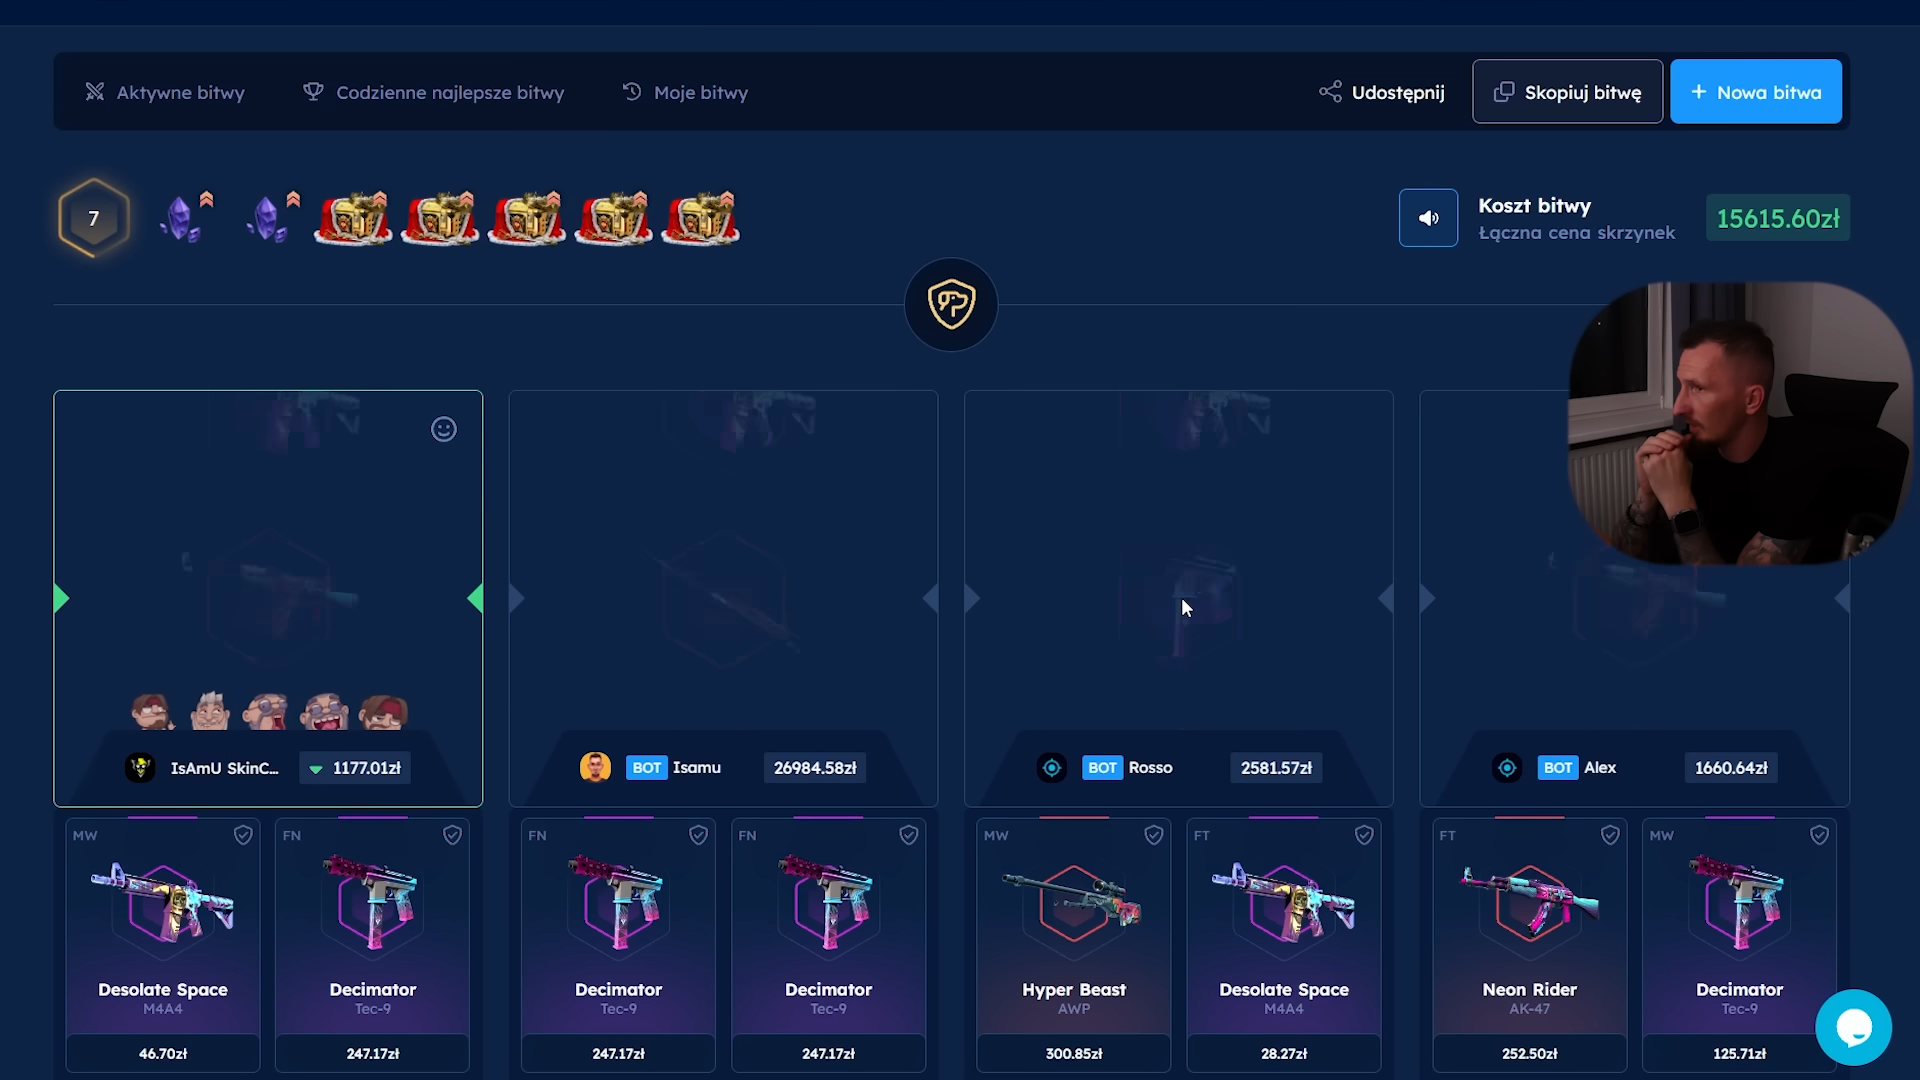 Aktywne bitwy
Codzienne najlepsze bitwy
Moje bitwy
Udostępnij
Skopiuj bitwę
+ Nowa bitwa
7
Koszt bitwy
Łączna cena skrzynek
15615.60zł
IsAmU SkinC...
1177.01zł
BOT Isamu
26984.58zł
BOT Rosso
2581.57zł
BOT Alex
1660.64zł
MW
Desolate Space
M4A4
46.70zł
FN
Decimator
Tec-9
247.17zł
FN
Decimator
Tec-9
247.17zł
FN
Decimator
Tec-9
247.17zł
MW
Hyper Beast
AWP
300.85zł
FT
Desolate Space
M4A4
28.27zł
FT
Neon Rider
AK-47
252.50zł
MW
Decimator
Tec-9
125.71zł